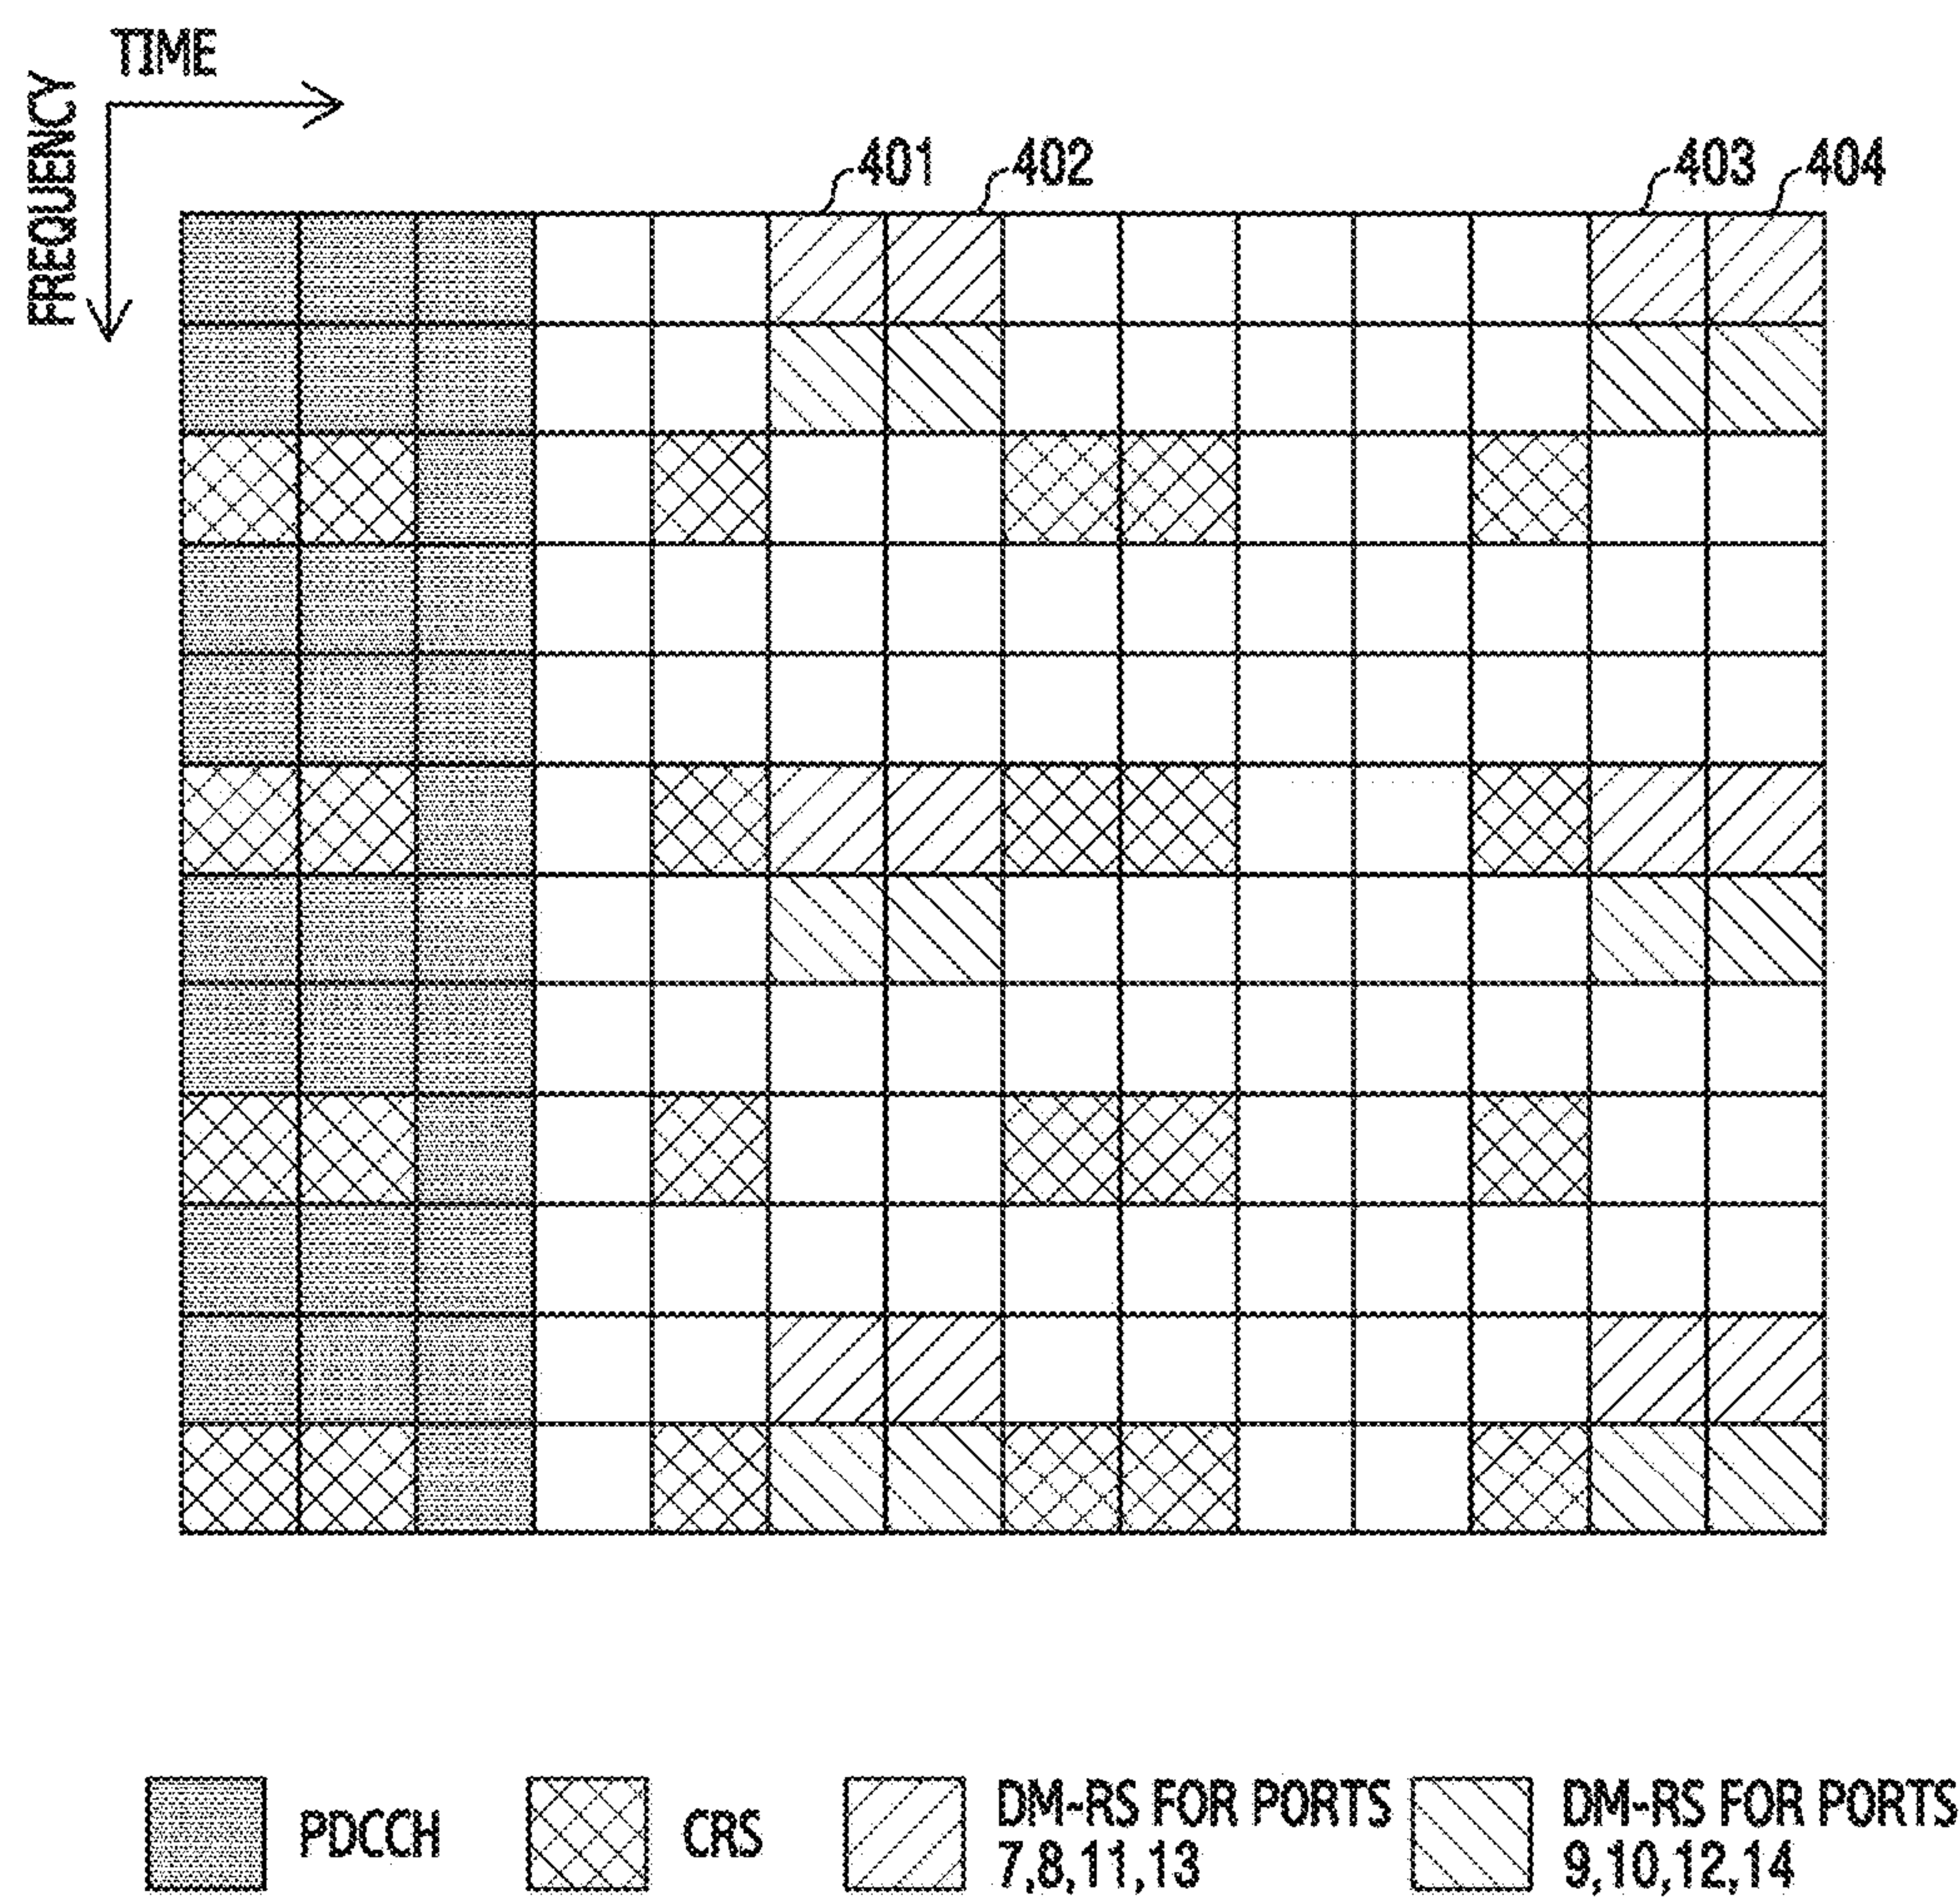 TIME
FREQUENCY
401
402
403
404
PDCCH
CRS
DM-RS FOR PORTS
7,8,11,13
DM-RS FOR PORTS
9,10,12,14